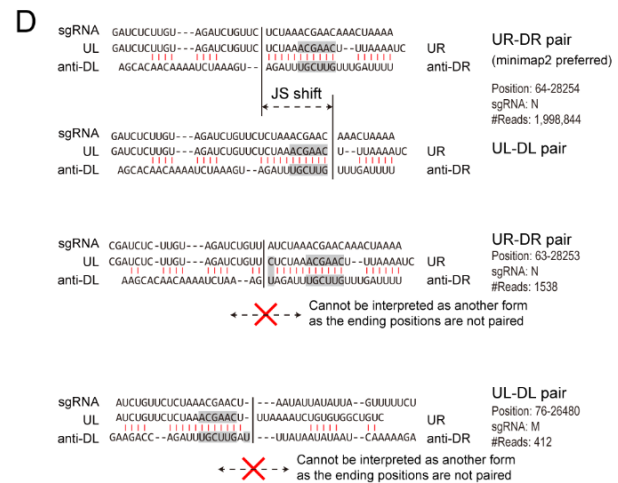 D
sgRNA GAUCUCUUGU---AGAUCUGUUC UCUAAACGAACAAACUAAAA
UL GAUCUCUUGU---AGAUCUGUUC UCUAAACGAACU--UUAAAAUC UR
anti-DL AGCACAACAAAAUCUAAAGU AGAUUUGCUUGUUUGAUUUU anti-DR
UR-DR pair
(minimap2 preferred)
Position: 64-28254
sgRNA: N
#Reads: 1,998,844
JS shift
sgRNA GAUCUCUUGU---AGAUCUGUUCUCUAAACGAAC AAACUAAAA
UL GAUCUCUUGU---AGAUCUGUUCUCUAAACGAAC U--UUAAAAUC UR
anti-DL AGCACAACAAAAUCUAAAGU--AGAUUUGCUUG UUUGAUUUU anti-DR
UL-DL pair
sgRNA CGAUCUC-UUGU---AGAUCUGUU AUCUAAACGAACAAACUAAAA
UL CGAUCUC-UUGU---AGAUCUGUU CUCUAAACGAACU--UUAAAAUC UR
anti-DL AAGCACAACAAAAUCUAA--AG UAGAUUUGCUUGUUUGAUUUU anti-DR
UR-DR pair
Position: 63-28253
sgRNA: N
#Reads: 1538
Cannot be interpreted as another form
as the ending positions are not paired
sgRNA AUCUGUUCUCUAAACGAACU- --AAUAUUAUAUUA-GUUUUUCU
UL AUCUGUUCUCUAAACGAACU- UUAAAAUCUGUGUGGCUGUC UR
anti-DL GAAGACC--AGAUUUGCUUGAU --UUAUAAUAUAAU--CAAAAAGA anti-DR
UL-DL pair
Position: 76-26480
sgRNA: M
#Reads: 412
Cannot be interpreted as another form
as the ending positions are not paired